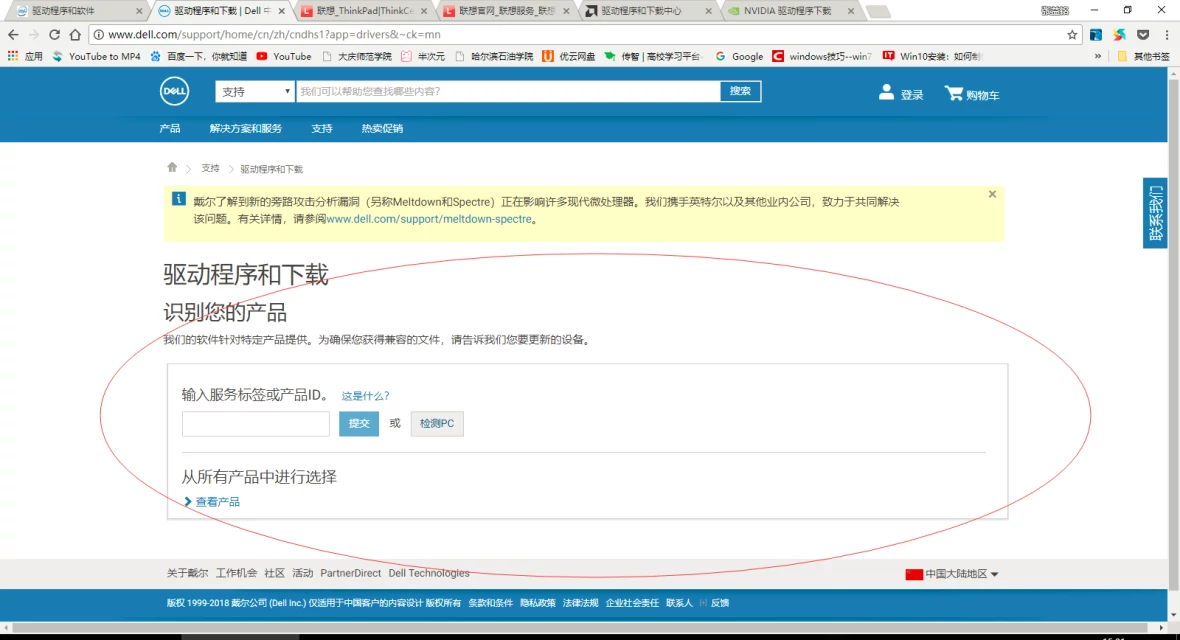 驱动程序和软件
驱动程序和下载 | Dell 中
联想_ThinkPad|ThinkCe
联想官网_联想服务_联想
驱动程序和下载中心
NVIDIA 驱动程序下载
www.dell.com/support/home/cn/zh/cndhs1?app=drivers&~ck=mn
应用
YouTube to MP4
百度一下，你就知道
YouTube
大庆师范学院
半次元
哈尔滨石油学院
优云网盘
传智 | 高校学习平台-
Google
windows技巧--win7
Win10安装：如何制
»
其他书签
DELL
支持
我们可以帮助您查找哪些内容?
搜索
登录
购物车
产品
解决方案和服务
支持
热卖促销
支持
驱动程序和下载
戴尔了解到新的旁路攻击分析漏洞（另称Meltdown和Spectre）正在影响许多现代微处理器。我们携手英特尔以及其他业内公司，致力于共同解决
该问题。有关详情，请参阅www.dell.com/support/meltdown-spectre。
联系我们
驱动程序和下载
识别您的产品
我们的软件针对特定产品提供。为确保您获得兼容的文件，请告诉我们您要更新的设备。
输入服务标签或产品ID。 这是什么?
提交 或 检测PC
从所有产品中进行选择
查看产品
关于戴尔 工作机会 社区 活动 PartnerDirect Dell Technologies
中国大陆地区
版权 1999-2018 戴尔公司 (Dell Inc.) 仅适用于中国客户的内容设计 版权所有 条款和条件 隐私政策 法律法规 企业社会责任 联系人 [+] 反馈